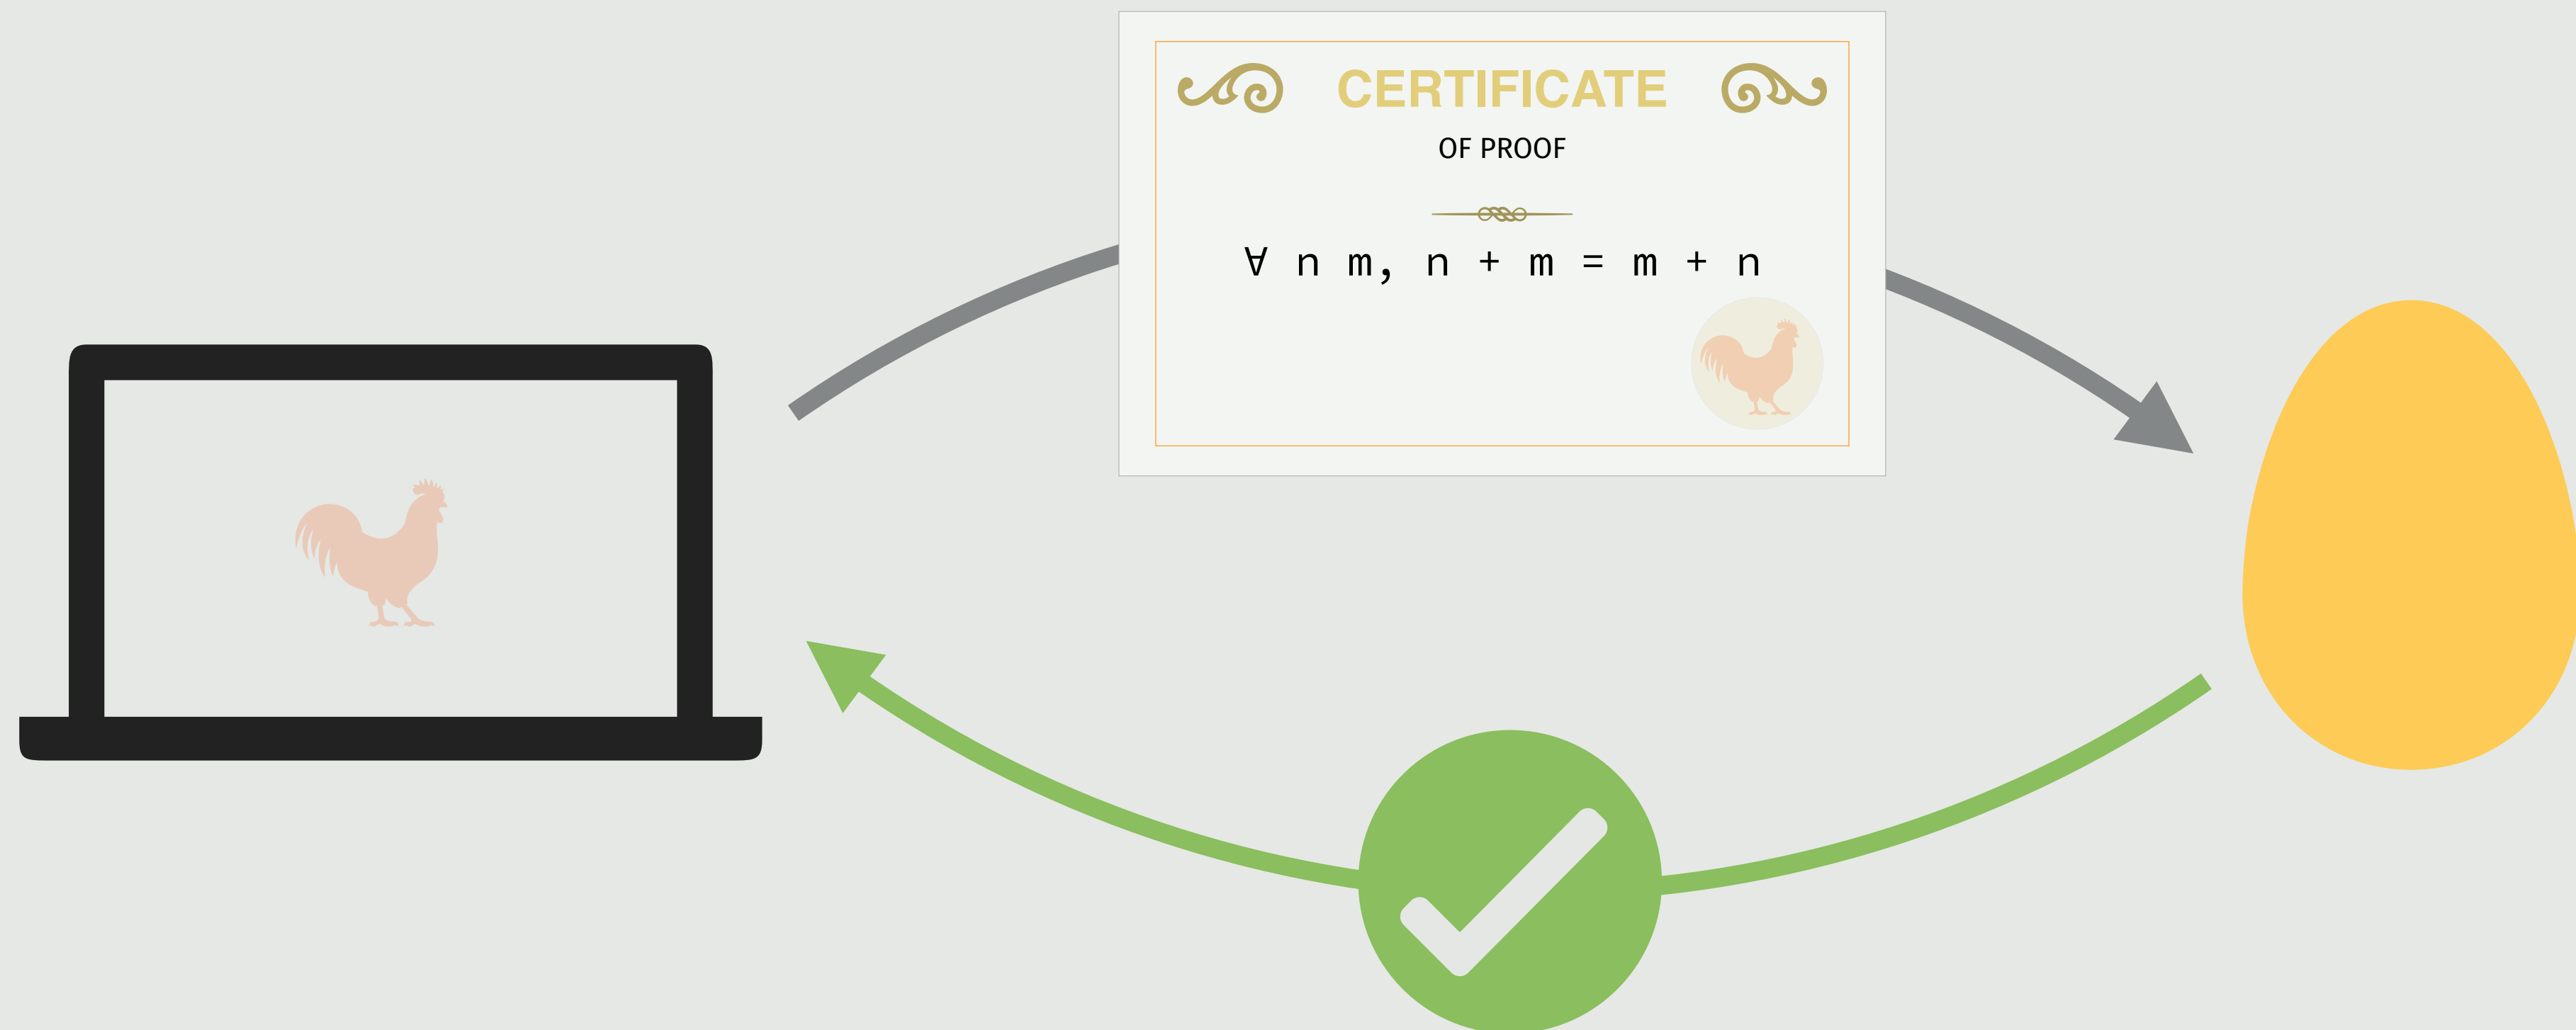 CERTIFICATE
OF PROOF
∀ n m, n + m = m + n